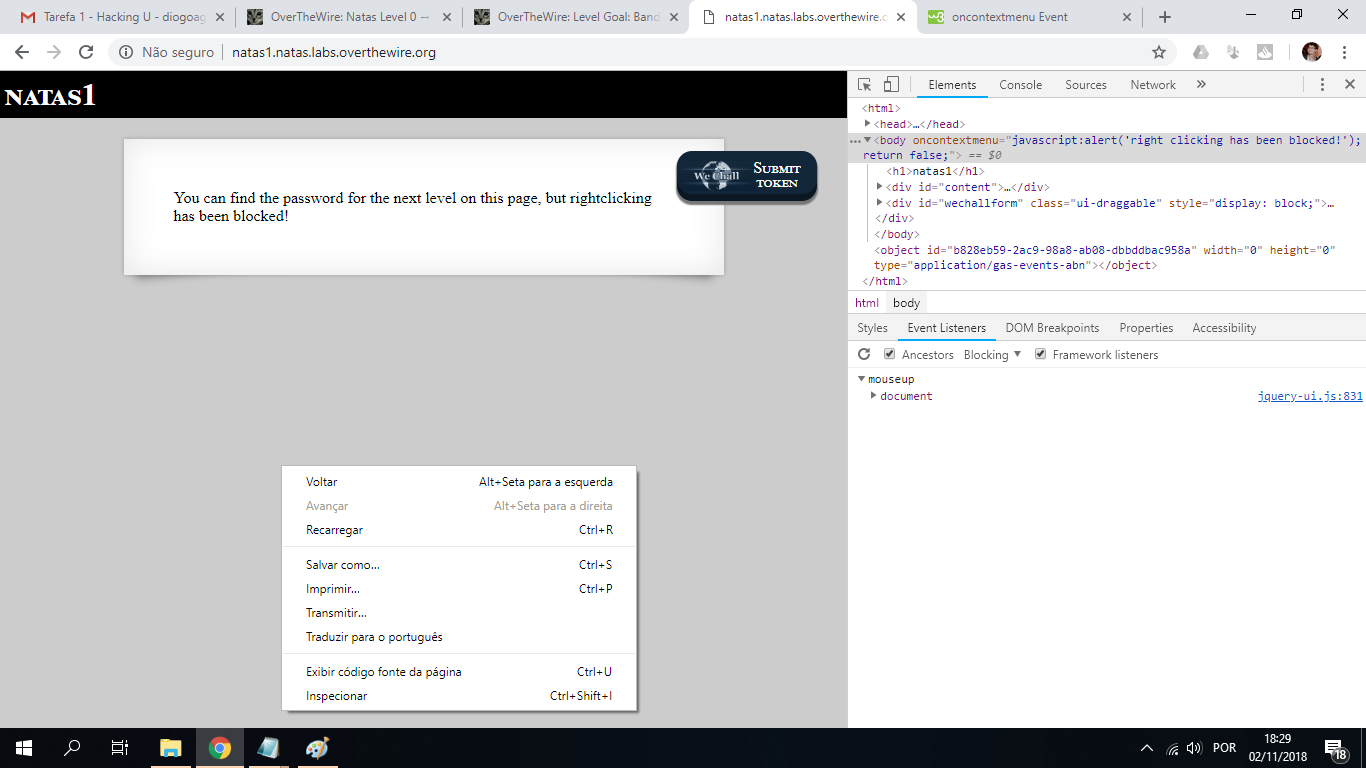 Tarefa 1 - Hacking U - diogoag
OverTheWire: Natas Level 0 —
OverTheWire: Level Goal: Band
natas1.natas.labs.overthewire.o
oncontextmenu Event
Não seguro | natas1.natas.labs.overthewire.org
NATAS1
You can find the password for the next level on this page, but rightclicking
has been blocked!
We Chall
SUBMIT
TOKEN
Voltar Alt+Seta para a esquerda
Avançar Alt+Seta para a direita
Recarregar Ctrl+R
Salvar como... Ctrl+S
Imprimir... Ctrl+P
Transmitir...
Traduzir para o português
Exibir código fonte da página Ctrl+U
Inspecionar Ctrl+Shift+I
Elements Console Sources Network »
<html>
<head>…</head>
<body oncontextmenu="javascript:alert('right clicking has been blocked!');
return false;"> == $0
<h1>natas1</h1>
<div id="content">…</div>
<div id="wechallform" class="ui-draggable" style="display: block;">…
</div>
</body>
<object id="b828eb59-2ac9-98a8-ab08-dbbddbac958a" width="0" height="0"
type="application/gas-events-abn"></object>
</html>
html body
Styles Event Listeners DOM Breakpoints Properties Accessibility
Ancestors Blocking Framework listeners
mouseup
document jquery-ui.js:831
POR
18:29
02/11/2018
18